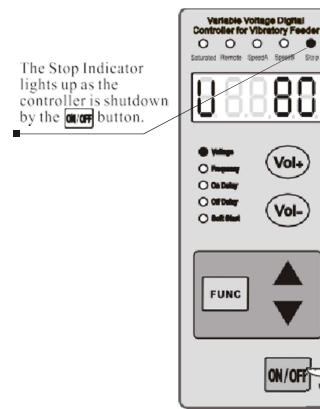 Variable Voltage Digital
Controller for Vibratory Feeder
Saturated Remote SpeedA SpeedB Stop
The Stop Indicator
lights up as the
controller is shutdown
by the ON/OFF button.
U 80
Voltage
Frequency
On Delay
Off Delay
Soft Start
Vol+
Vol-
FUNC
ON/OFF